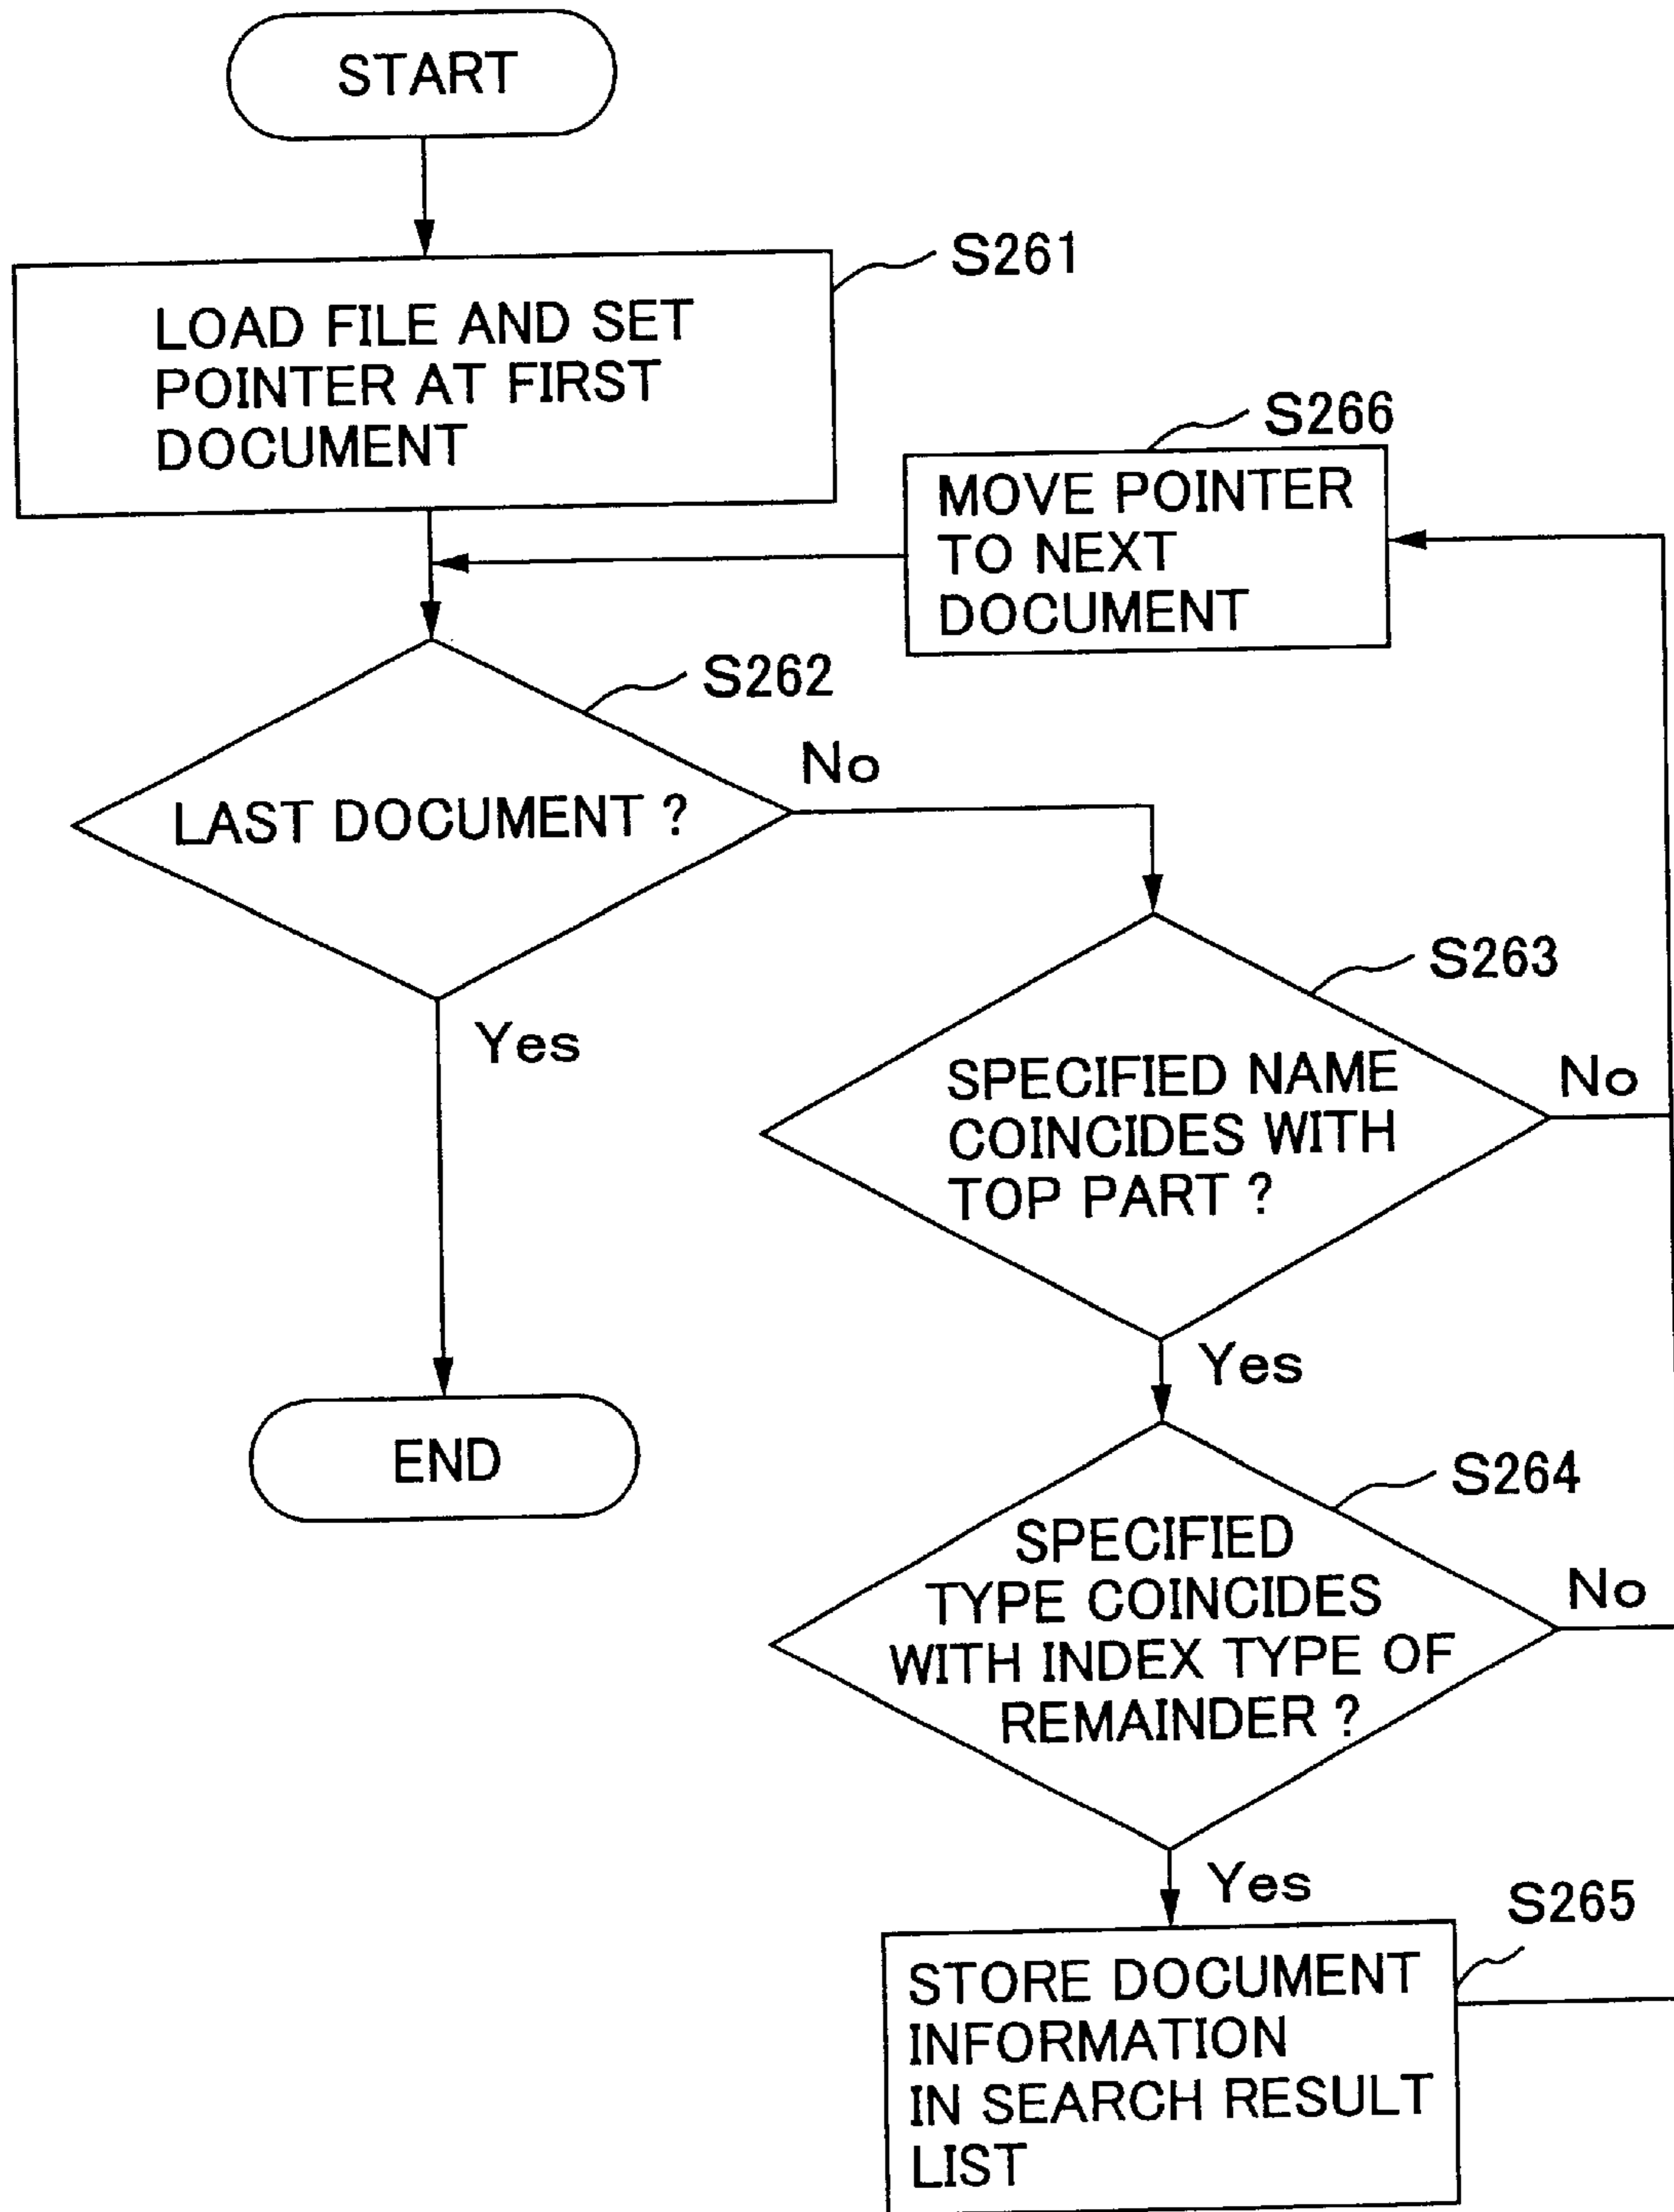 START
S261
LOAD FILE AND SET
POINTER AT FIRST
DOCUMENT
S266
MOVE POINTER
TO NEXT
DOCUMENT
S262
No
LAST DOCUMENT ?
Yes
S263
SPECIFIED NAME
COINCIDES WITH
TOP PART ?
No
Yes
END
S264
SPECIFIED
TYPE COINCIDES
WITH INDEX TYPE OF
REMAINDER ?
No
Yes
S265
STORE DOCUMENT
INFORMATION
IN SEARCH RESULT
LIST